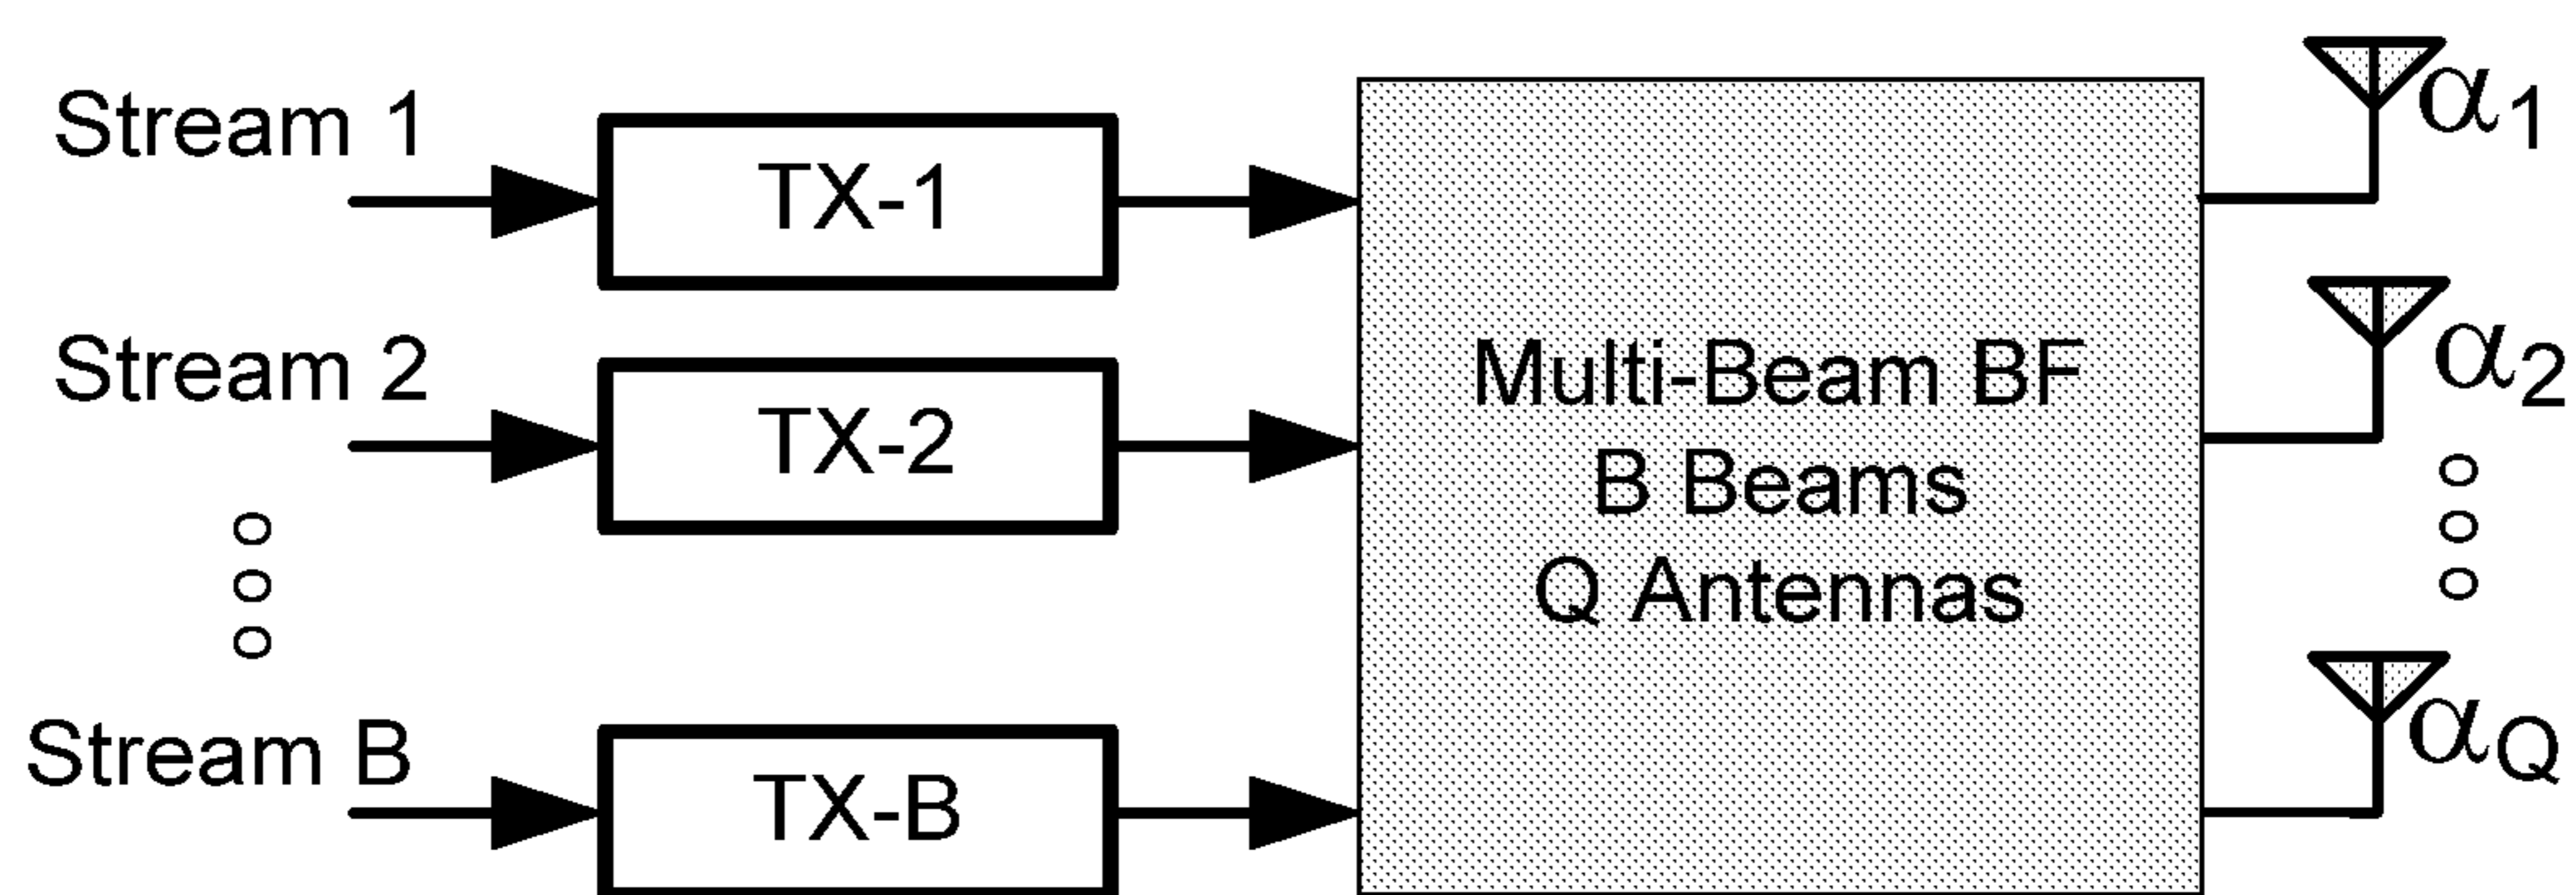 Stream 1
TX-1
α1
Stream 2
TX-2
α2
Multi-Beam BF
B Beams
Q Antennas
Stream B
TX-B
αQ